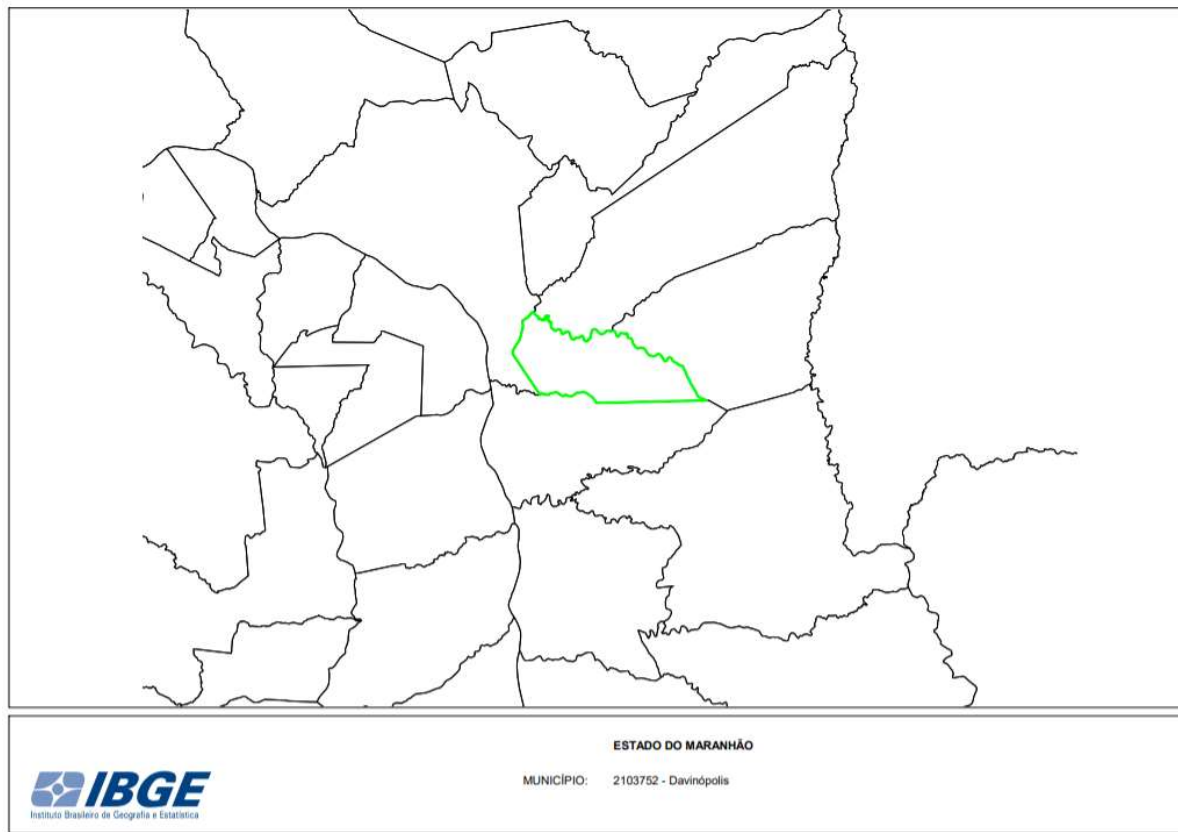 ESTADO DO MARANHÃO
MUNICÍPIO: 2103752 - Davinópolis
IBGE
Instituto Brasileiro de Geografia e Estatística